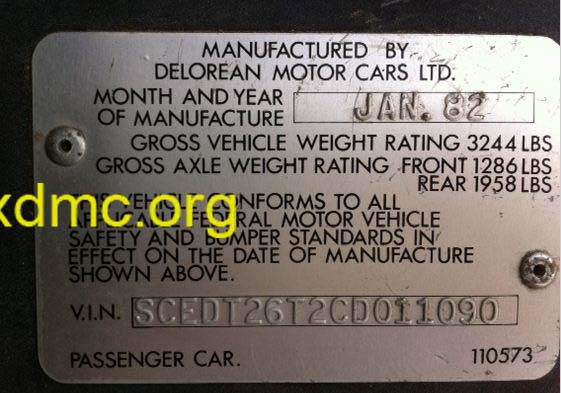 MANUFACTURED BY
DELOREAN MOTOR CARS LTD.
MONTH AND YEAR
OF MANUFACTURE JAN. 82
GROSS VEHICLE WEIGHT RATING 3244 LBS
GROSS AXLE WEIGHT RATING FRONT 1286 LBS
REAR 1958 LBS
VEHICLE CONFORMS TO ALL
xdmc.org
FEDERAL MOTOR VEHICLE
SAFETY AND BUMPER STANDARDS IN
EFFECT ON THE DATE OF MANUFACTURE
SHOWN ABOVE.
V.I.N. SCEDT26T2CD011090
PASSENGER CAR. 110573